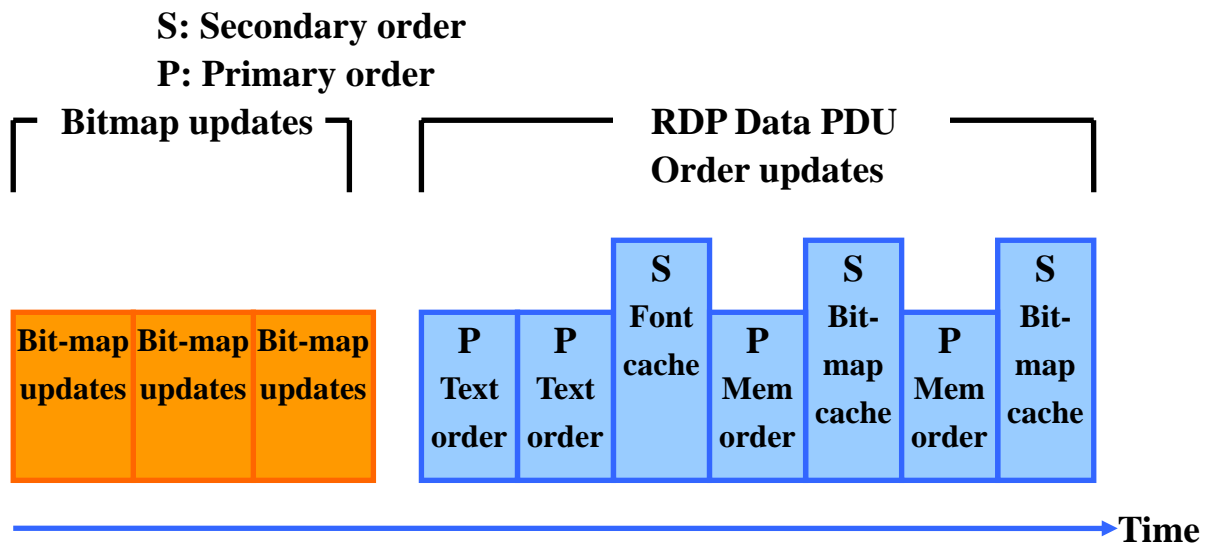 S: Secondary order
P: Primary order
Bitmap updates
RDP Data PDU
Order updates
Bit-map
updates
Bit-map
updates
Bit-map
updates
P
Text
order
P
Text
order
S
Font
cache
P
Mem
order
S
Bit-
map
cache
P
Mem
order
S
Bit-
map
cache
Time